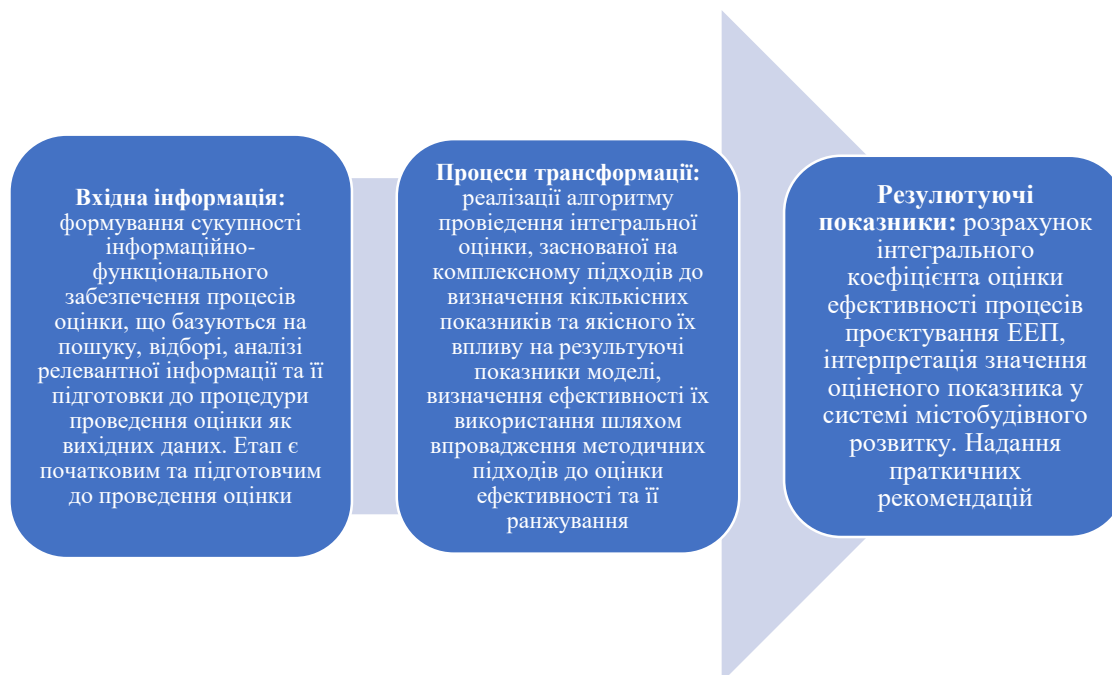 Вхідна інформація:
формування сукупності
інформаційно-
функціонального
забезпечення процесів
оцінки, що базуються на
пошуку, відборі, аналізі
релевантної інформації та її
підготовки до процедури
проведення оцінки як
вихідних даних. Етап є
початковим та підготовчим
до проведення оцінки
Процеси трансформації:
реалізації алгоритму
провіедення інтегральної
оцінки, заснованої на
комплексному підходів до
визначення кіклькісних
показників та якісного їх
впливу на результуючі
показники моделі,
визначення ефективності їх
використання шляхом
впровадження методичних
підходів до оцінки
ефективності та її
ранжування
Резулютуючі
показники: розрахунок
інтегрального
коефіцієнта оцінки
ефективності процесів
проєктування ЕЕП,
інтерпретація значення
оціненого показника у
системі містобудівного
розвитку. Надання
праткичних
рекомендацій